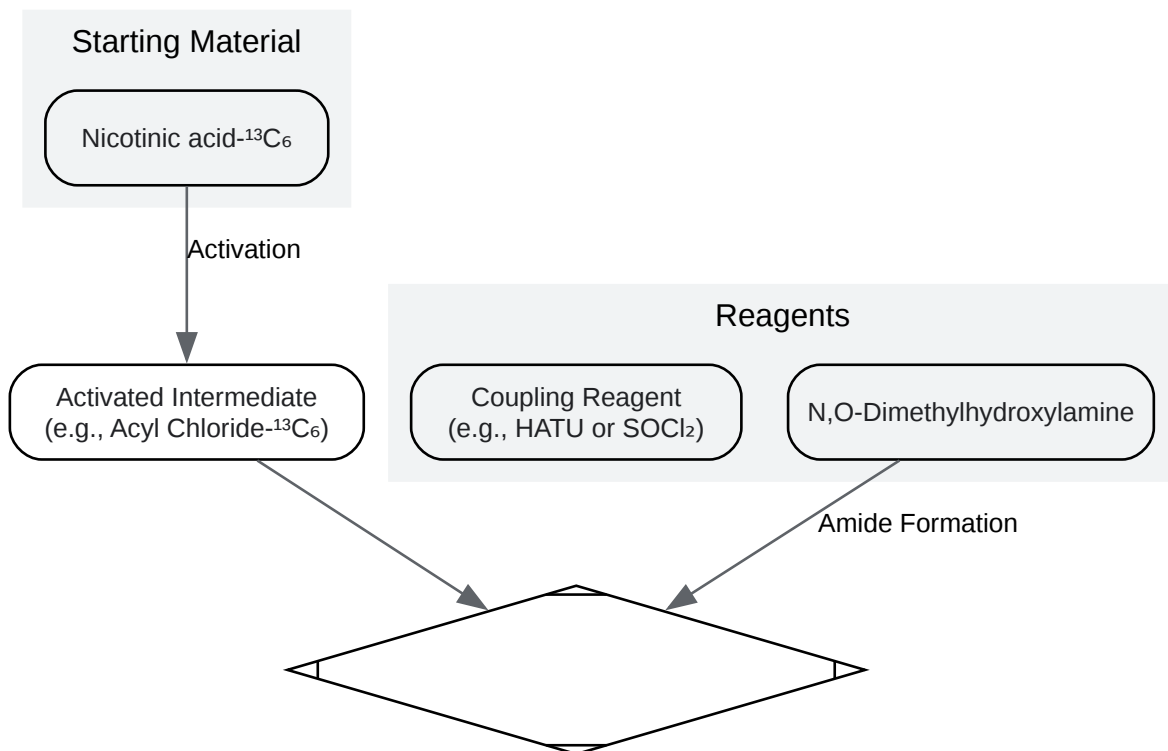 Starting Material
Nicotinic acid-¹³C₆
Activation
Reagents
Activated Intermediate
(e.g., Acyl Chloride-¹³C₆)
Coupling Reagent
(e.g., HATU or SOCl₂)
N,O-Dimethylhydroxylamine
Amide Formation